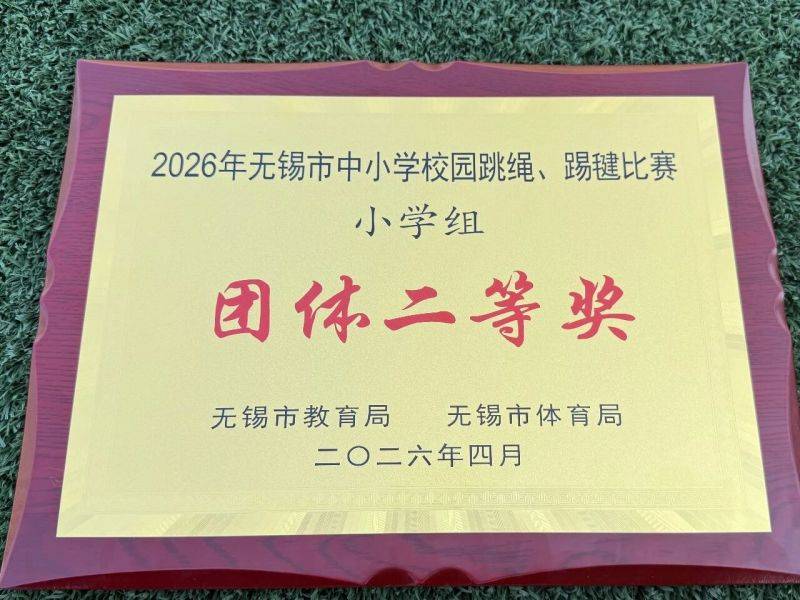 2026年无锡市中小学校园跳绳、踢毽比赛
小学组
团体二等奖
无锡市教育局 无锡市体育局
二〇二六年四月